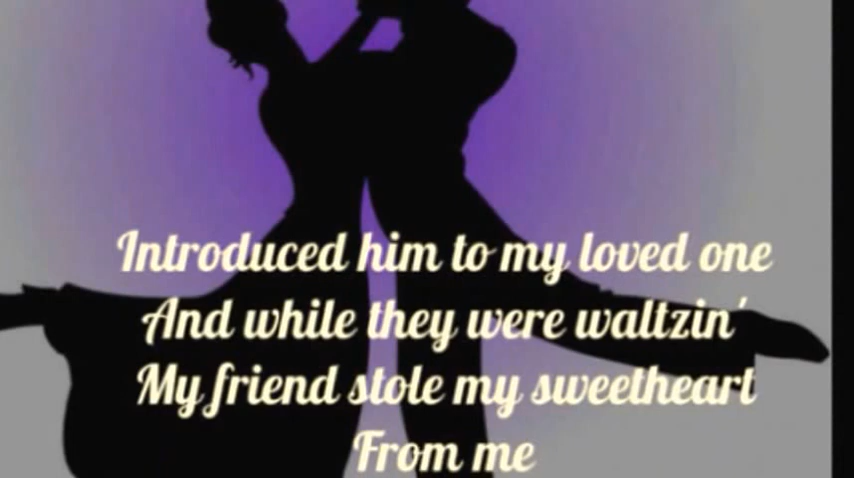 Introduced him to my loved one
And while they were waltzin'
My friend stole my sweetheart
From me